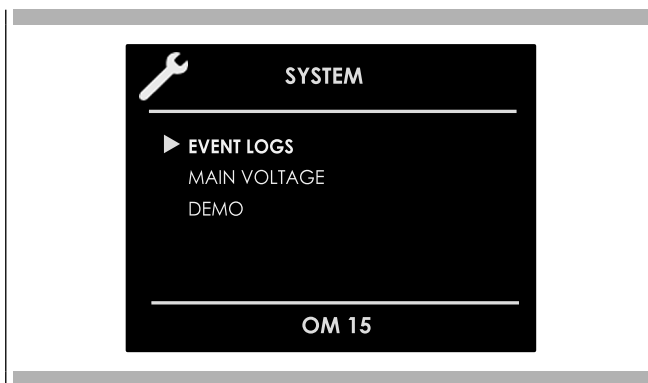 SYSTEM
EVENT LOGS
MAIN VOLTAGE
DEMO
OM 15